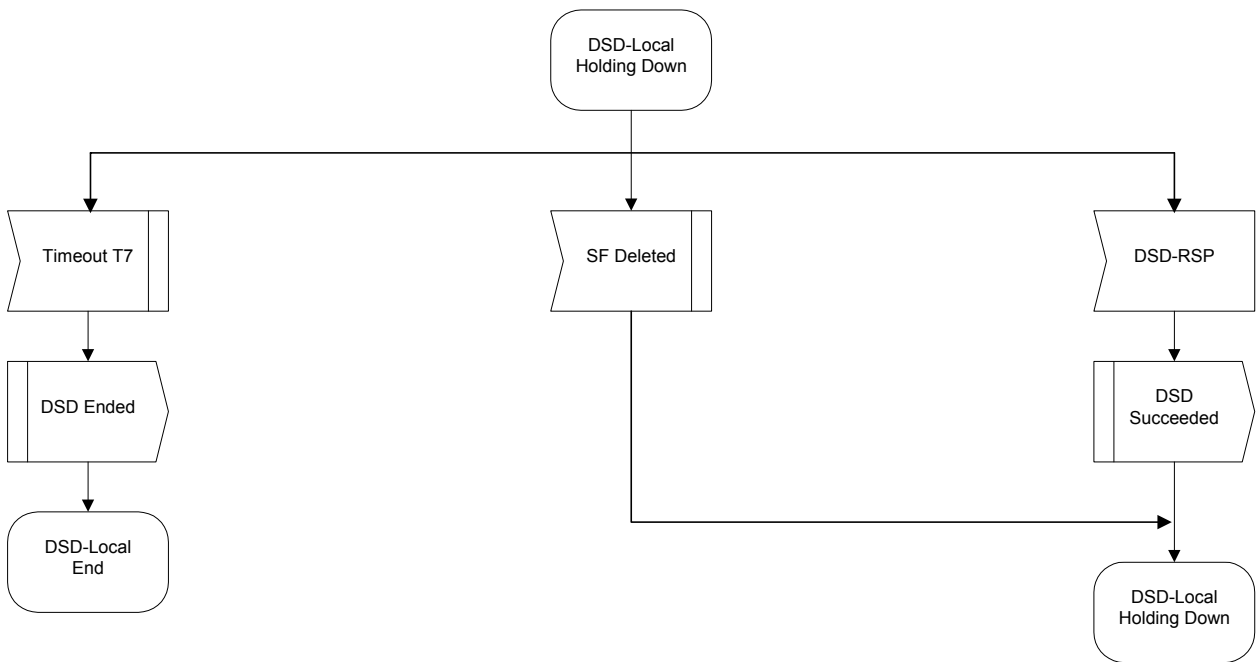 DSD-Local
Holding Down
Timeout T7
SF Deleted
DSD-RSP
DSD Ended
DSD
Succeeded
DSD-Local
End
DSD-Local
Holding Down